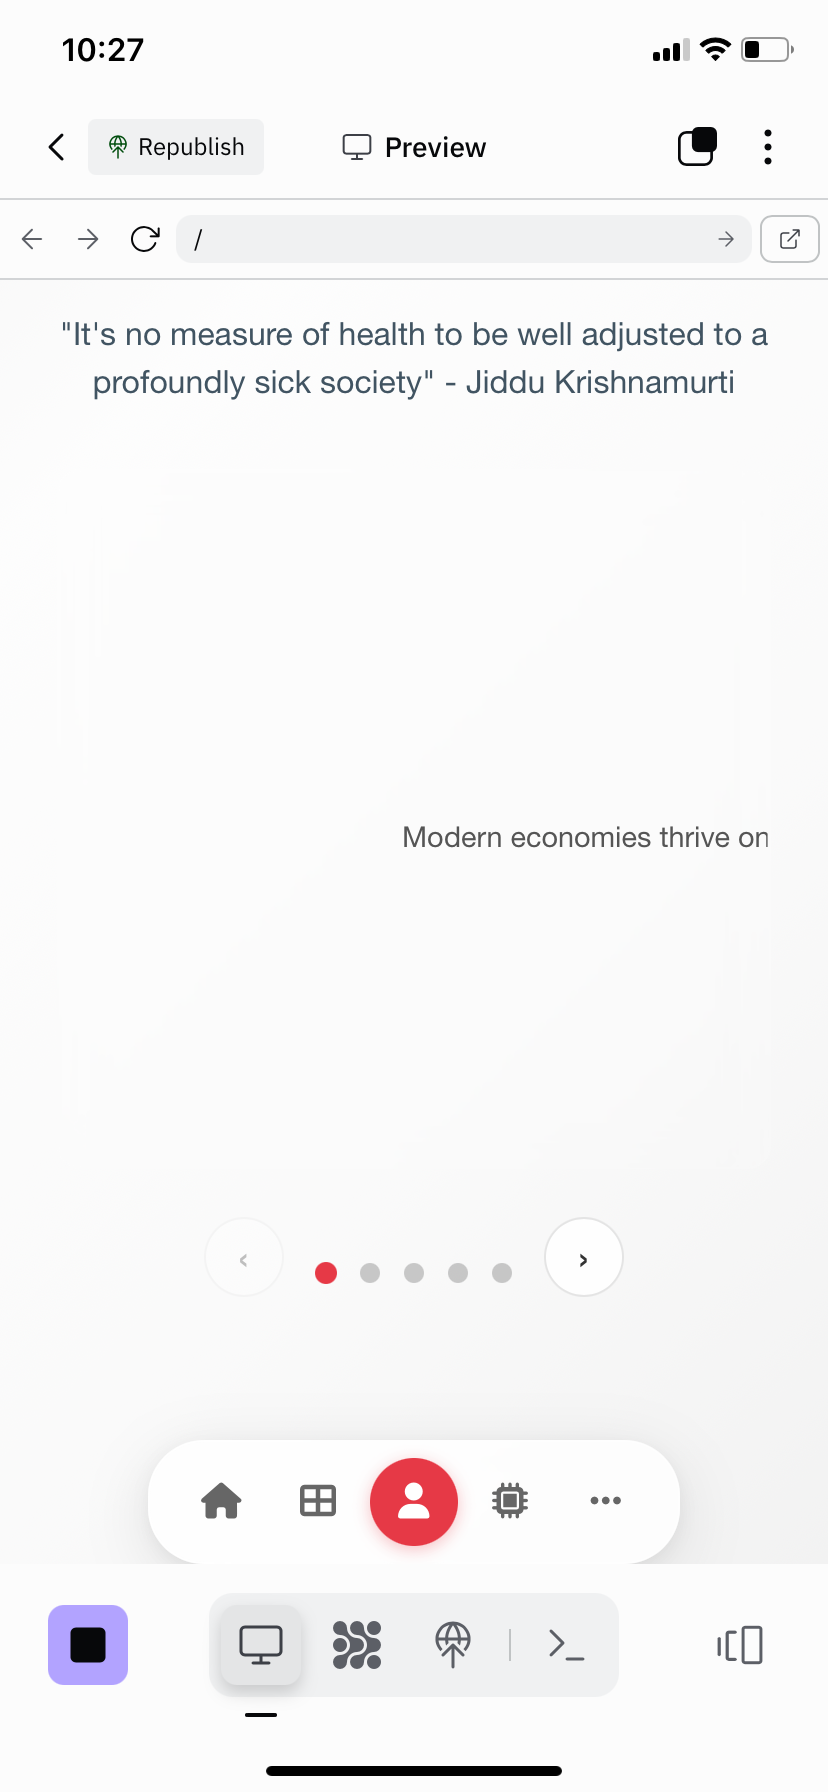 10:27
Republish
Preview
/
"It's no measure of health to be well adjusted to a
profoundly sick society" - Jiddu Krishnamurti
Modern economies thrive on